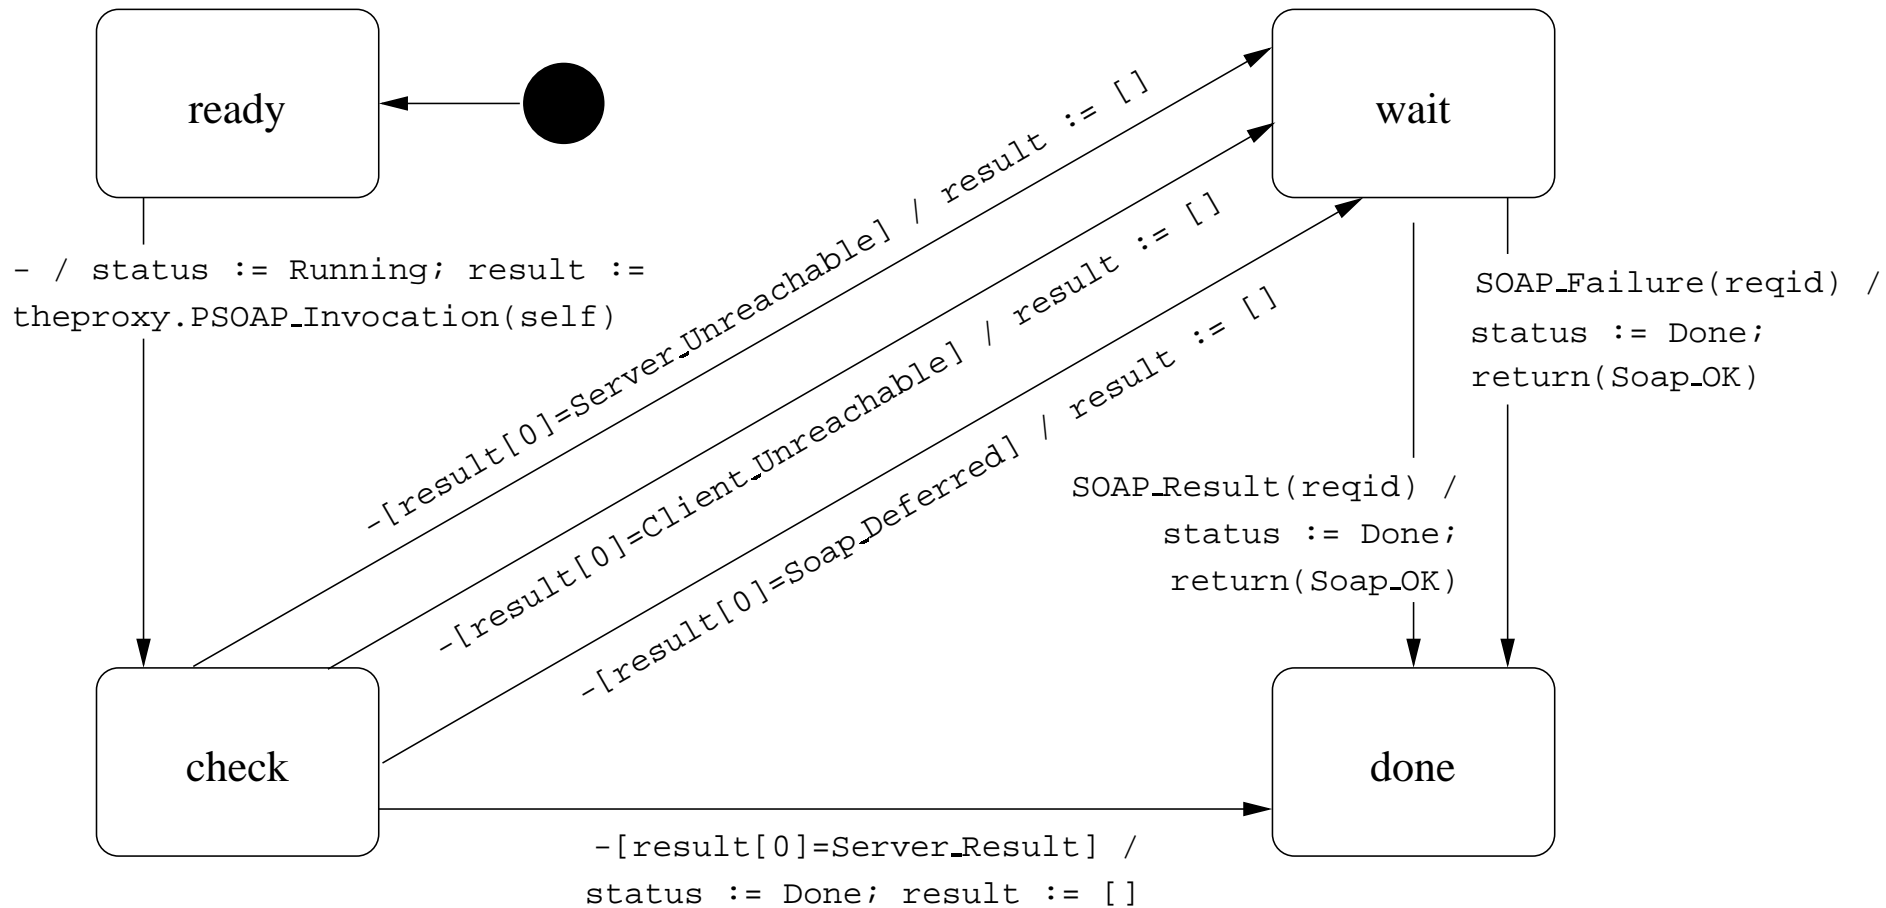 ready
wait
- / status := Running; result :=
theproxy.PSOAP_Invocation(self)
-[result[0]=Server_Unreachable] / result := []
-[result[0]=Client_Unreachable] / result := []
-[result[0]=Soap_Deferred] / result := []
SOAP_Failure(reqid) /
status := Done;
return(Soap_OK)
SOAP_Result(reqid) /
status := Done;
return(Soap_OK)
check
done
-[result[0]=Server_Result] /
status := Done; result := []